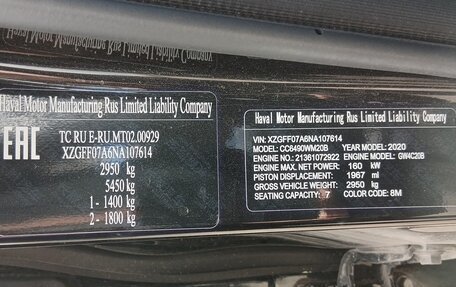 Haval Motor Manufacturing Rus Limited Liability Company
EAC
TC RU E-RU.MT02.00929
XZGFF07A6NA107614
2950 kg
5450 kg
1 - 1400 kg
2 - 1800 kg
Haval Motor Manufacturing Rus Limited Liability Company
VIN: XZGFF07A6NA107614
MODEL: CC6490WM20B YEAR MODEL: 2020
ENGINE NO.: 21361072922 ENGINE MODEL: GW4C20B
ENGINE MAX. NET POWER: 160 kW
PISTON DISPLACEMENT: 1967 ml
GROSS VEHICLE WEIGHT: 2950 kg
SEATING CAPACITY: 7 COLOR CODE: 8M